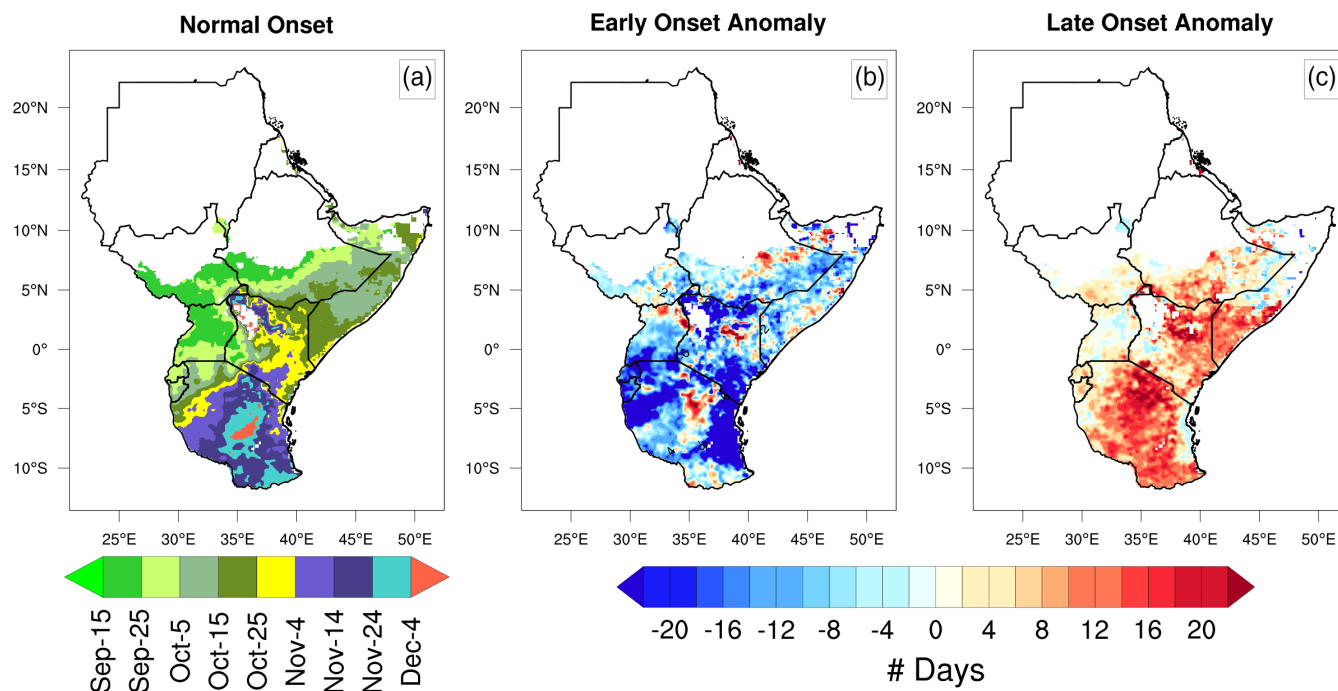 Normal Onset
Early Onset Anomaly
Late Onset Anomaly
(a)
(b)
(c)
20°N
15°N
10°N
5°N
0°
5°S
10°S
20°N
15°N
10°N
5°N
0°
5°S
10°S
20°N
15°N
10°N
5°N
0°
5°S
10°S
25°E 30°E 35°E 40°E 45°E 50°E
25°E 30°E 35°E 40°E 45°E 50°E
25°E 30°E 35°E 40°E 45°E 50°E
Sep-15
Sep-25
Oct-5
Oct-15
Oct-25
Nov-4
Nov-14
Nov-24
Dec-4
-20 -16 -12 -8 -4 0 4 8 12 16 20
# Days